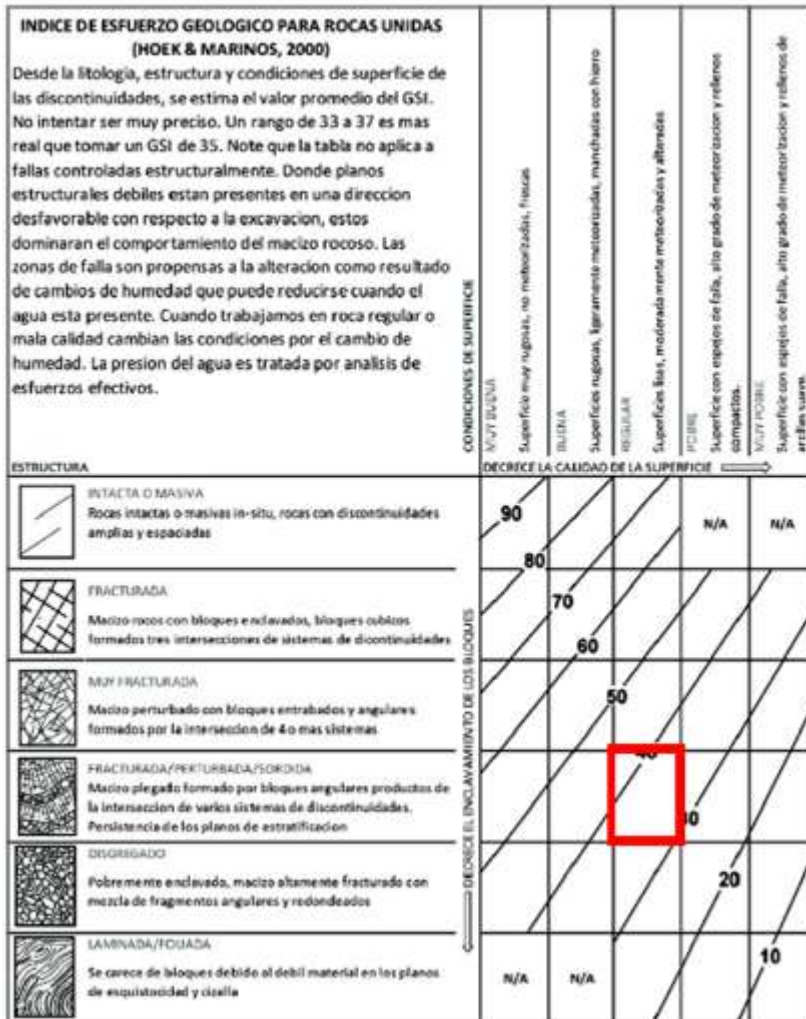 INDICE DE ESFUERZO GEOLOGICO PARA ROCAS UNIDAS
(HOEK & MARINOS, 2000)
Desde la litologia, estructura y condiciones de superficie de
las discontinuidades, se estima el valor promedio del GSI.
No intentar ser muy preciso. Un rango de 33 a 37 es mas
real que tomar un GSI de 35. Note que la tabla no aplica a
fallas controladas estructuralmente. Donde planos
estructurales debiles estan presentes en una direccion
desfavorable con respecto a la excavacion, estos
dominaran el comportamiento del macizo rocoso. Las
zonas de falla son propensas a la alteracion como resultado
de cambios de humedad que puede reducirse cuando el
agua esta presente. Cuando trabajamos en roca regular o
mala calidad cambian las condiciones por el cambio de
humedad. La presion del agua es tratada por analisis de
esfuerzos efectivos.
CONDICIONES DE SUPERFICIE
MUY BUENA
Superficie muy rugosas, no meteorizadas, frescas
BUENA
Superficies rugosas, ligeramente meteorizadas, manchadas con hierro
REGULAR
Superficies lisas, moderadamente meteorizadas y alteradas
POBRE
Superficie con espejos de falla, alto grado de meteorizacion y rellenos
compactos.
MUY POBRE
Superficie con espejos de falla, alto grado de meteorizacion y rellenos de
arcillas suaves.
ESTRUCTURA
DECRECE LA CALIDAD DE LA SUPERFICIE
INTACTA O MASIVA
Rocas intactas o masivas in-situ, rocas con discontinuidades
amplias y espaciadas
FRACTURADA
Macizo rocos con bloques enclavados, bloques cubicos
formados tres intersecciones de sistemas de discontinuidades
MUY FRACTURADA
Macizo perturbado con bloques entrabados y angulares
formados por la interseccion de 4 o mas sistemas
FRACTURADA/PERTURBADA/SORDIDA
Macizo plegado formado por bloques angulares productos de
la interseccion de varios sistemas de discontinuidades.
Persistencia de los planos de estratificacion
DISGREGADO
Pobremente enclavado, macizo altamente fracturado con
mezcla de fragmentos angulares y redondeados
LAMINADA/FOLIADA
Se carece de bloques debido al debil material en los planos
de esquistocidad y cizalla
DECRECE EL ENCLAVAMIENTO DE LOS BLOQUES
90
N/A
N/A
80
70
60
50
40
30
20
10
N/A
N/A